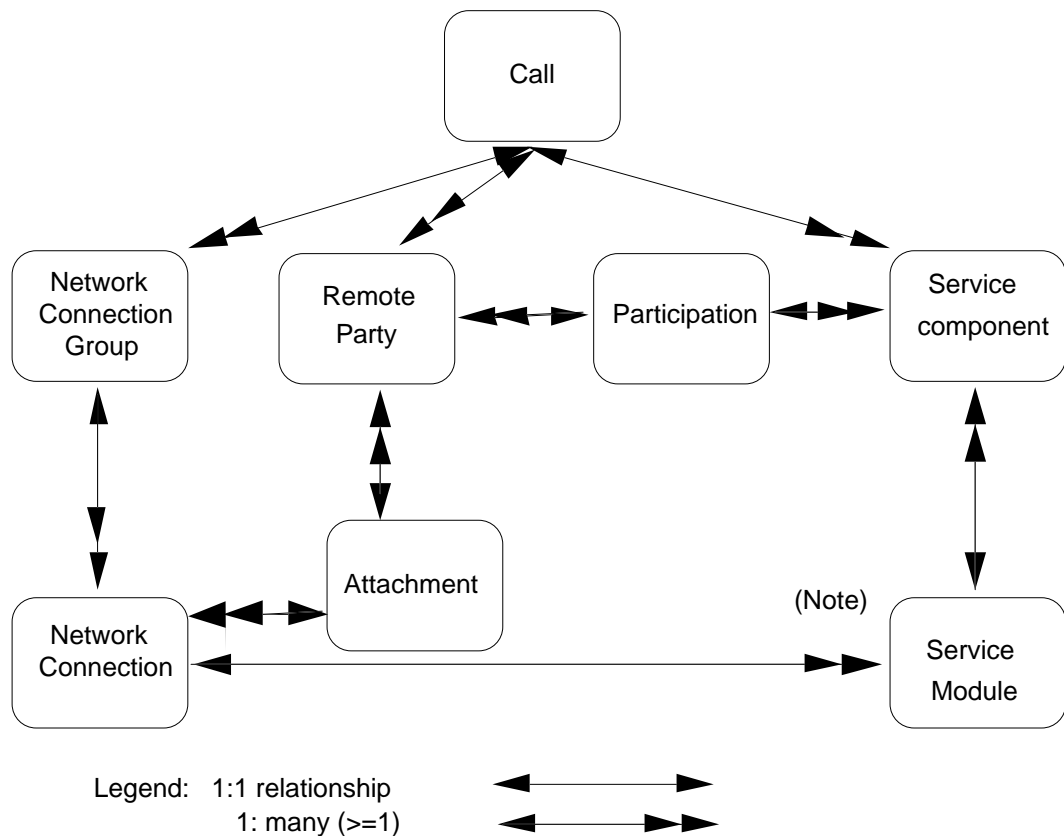 Call
Network
Connection
Group
Remote
Party
Participation
Service
component
Attachment
(Note)
Network
Connection
Service
Module
Legend: 1:1 relationship
1: many (>=1)